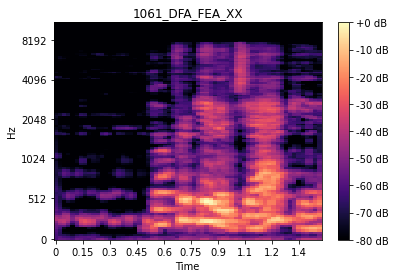 1061_DFA_FEA_XX
Hz
8192
4096
2048
1024
512
0
0 0.15 0.3 0.45 0.6 0.75 0.9 1.1 1.2 1.4
Time
+0 dB
-10 dB
-20 dB
-30 dB
-40 dB
-50 dB
-60 dB
-70 dB
-80 dB